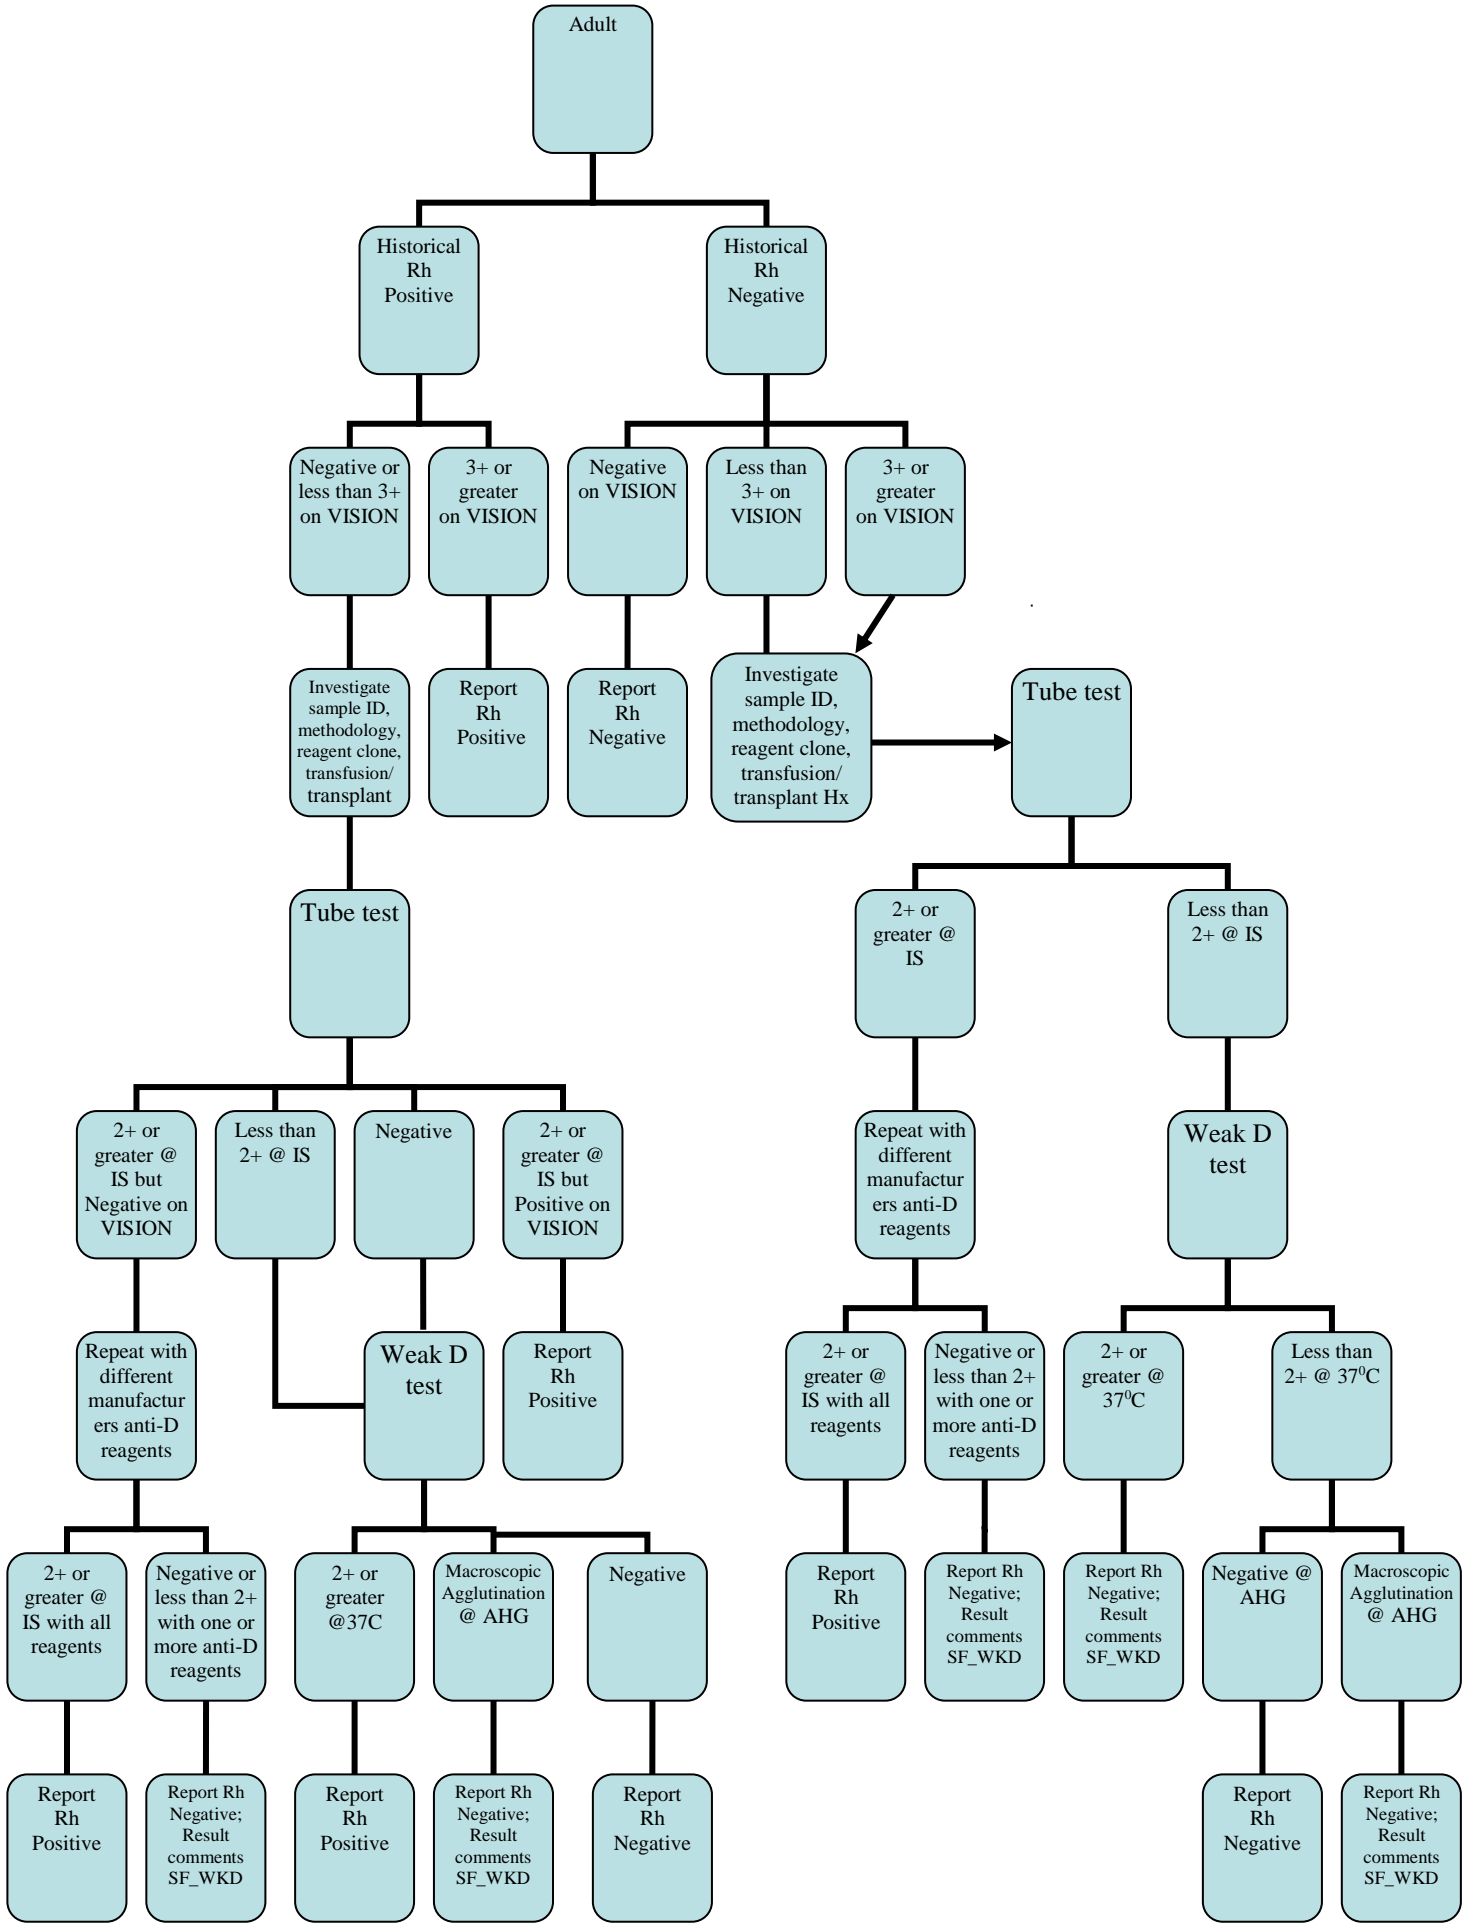 Adult
Historical
Rh
Positive
Historical
Rh
Negative
Negative or
less than 3+
on VISION
3+ or
greater
on VISION
Negative
on VISION
Less than
3+ on
VISION
3+ or
greater
on VISION
Investigate
sample ID,
methodology,
reagent clone,
transfusion/
transplant
Report
Rh
Positive
Report
Rh
Negative
Investigate
sample ID,
methodology,
reagent clone,
transfusion/
transplant Hx
Tube test
Tube test
2+ or
greater @
IS
Less than
2+ @ IS
2+ or
greater @
IS but
Negative on
VISION
Less than
2+ @ IS
Negative
2+ or
greater @
IS but
Positive on
VISION
Repeat with
different
manufactur
ers anti-D
reagents
Weak D
test
Repeat with
different
manufactur
ers anti-D
reagents
Weak D
test
Report
Rh
Positive
2+ or
greater @
IS with all
reagents
Negative or
less than 2+
with one or
more anti-D
reagents
2+ or
greater @
37⁰C
Less than
2+ @ 37⁰C
2+ or
greater @
IS with all
reagents
Negative or
less than 2+
with one or
more anti-D
reagents
2+ or
greater
@37C
Macroscopic
Agglutination
@ AHG
Negative
Report
Rh
Positive
Report Rh
Negative;
Result
comments
SF_WKD
Report Rh
Negative;
Result
comments
SF_WKD
Negative @
AHG
Macroscopic
Agglutination
@ AHG
Report
Rh
Positive
Report Rh
Negative;
Result
comments
SF_WKD
Report
Rh
Positive
Report Rh
Negative;
Result
comments
SF_WKD
Report
Rh
Negative
Report
Rh
Negative
Report Rh
Negative;
Result
comments
SF_WKD